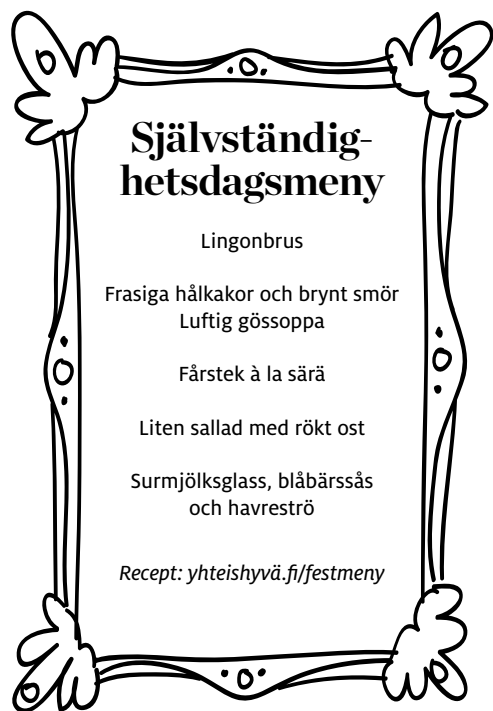 Självständig-
hetsdagsmeny
Lingonbrus
Frasiga hålkakor och brynt smör
Luftig gössoppa
Fårstek à la särä
Liten sallad med rökt ost
Surmjölksglass, blåbärssås
och havreströ
Recept: yhteishyvä.fi/festmeny